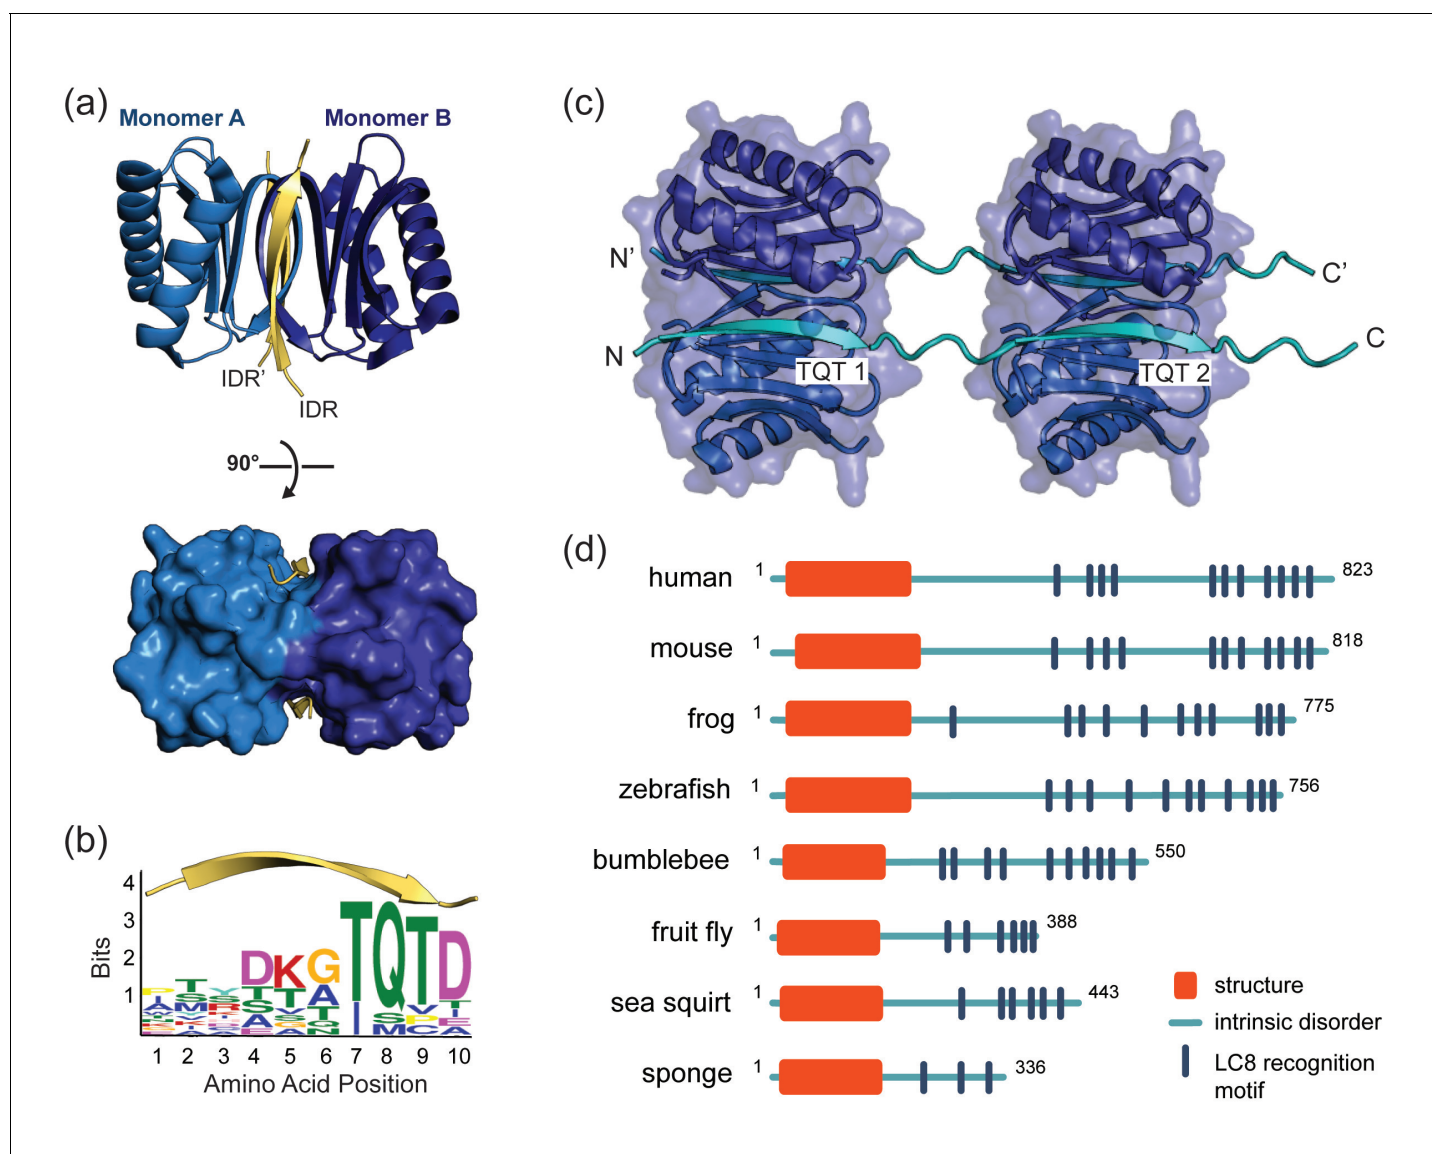 (a)
Monomer A
Monomer B
IDR'
IDR
90°
(b)
4
3
2
1
Bits
D K G T Q T D
1 2 3 4 5 6 7 8 9 10
Amino Acid Position
(c)
N'
C'
N
C
TQT 1
TQT 2
(d)
human 1 823
mouse 1 818
frog 1 775
zebrafish 1 756
bumblebee 1 550
fruit fly 1 388
sea squirt 1 443
sponge 1 336
structure
intrinsic disorder
LC8 recognition
motif